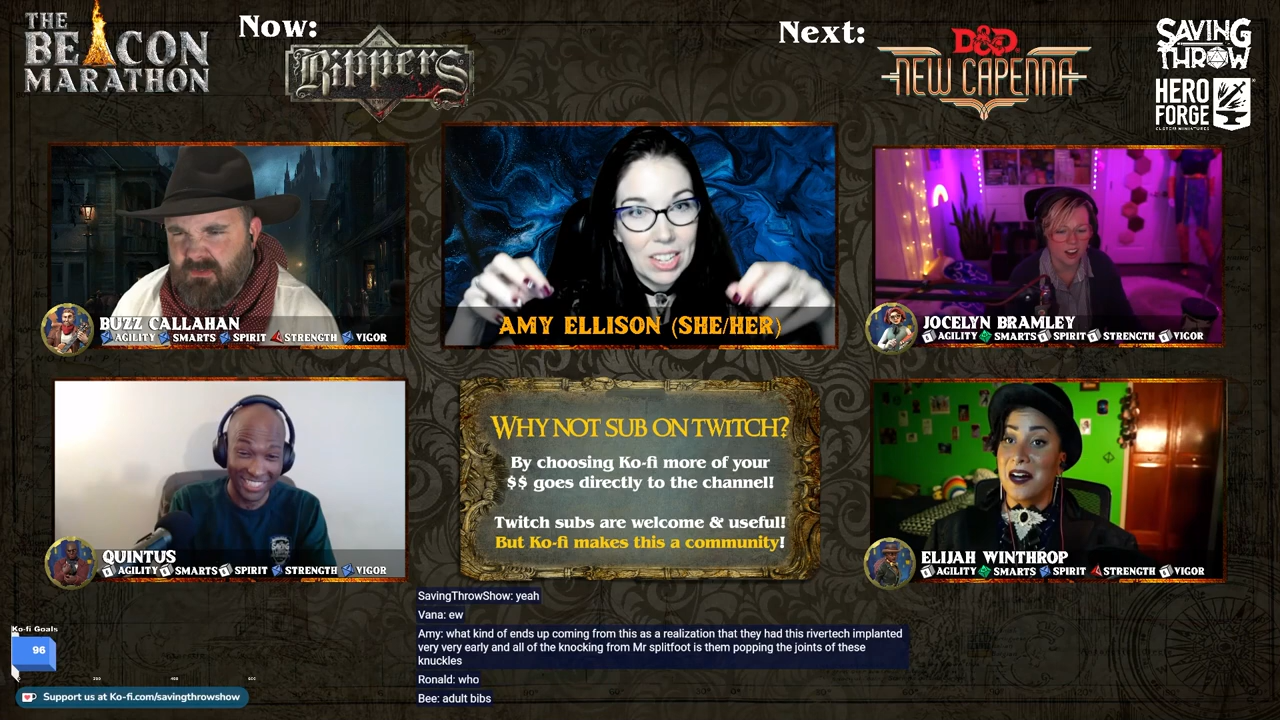 THE
BEACON
MARATHON
Now:
Rippers
Next:
D&D
NEW CAPENNA
SAVING
THROW
HERO
FORGE
CUSTOM MINIATURES
BUZZ CALLAHAN
AGILITY SMARTS SPIRIT STRENGTH VIGOR
AMY ELLISON (SHE/HER)
JOCELYN BRAMLEY
AGILITY SMARTS SPIRIT STRENGTH VIGOR
QUINTUS
AGILITY SMARTS SPIRIT STRENGTH VIGOR
WHY NOT SUB ON TWITCH?
By choosing Ko-fi more of your
$$ goes directly to the channel!
Twitch subs are welcome & useful!
But Ko-fi makes this a community!
ELIJAH WINTHROP
AGILITY SMARTS SPIRIT STRENGTH VIGOR
SavingThrowShow: yeah
Vana: ew
Amy: what kind of ends up coming from this as a realization that they had this rivertech implanted
very very early and all of the knocking from Mr splitfoot is them popping the joints of these
knuckles
Ronald: who
Bee: adult bibs
Ko-fi Goals
96
Support us at Ko-fi.com/savingthrowshow